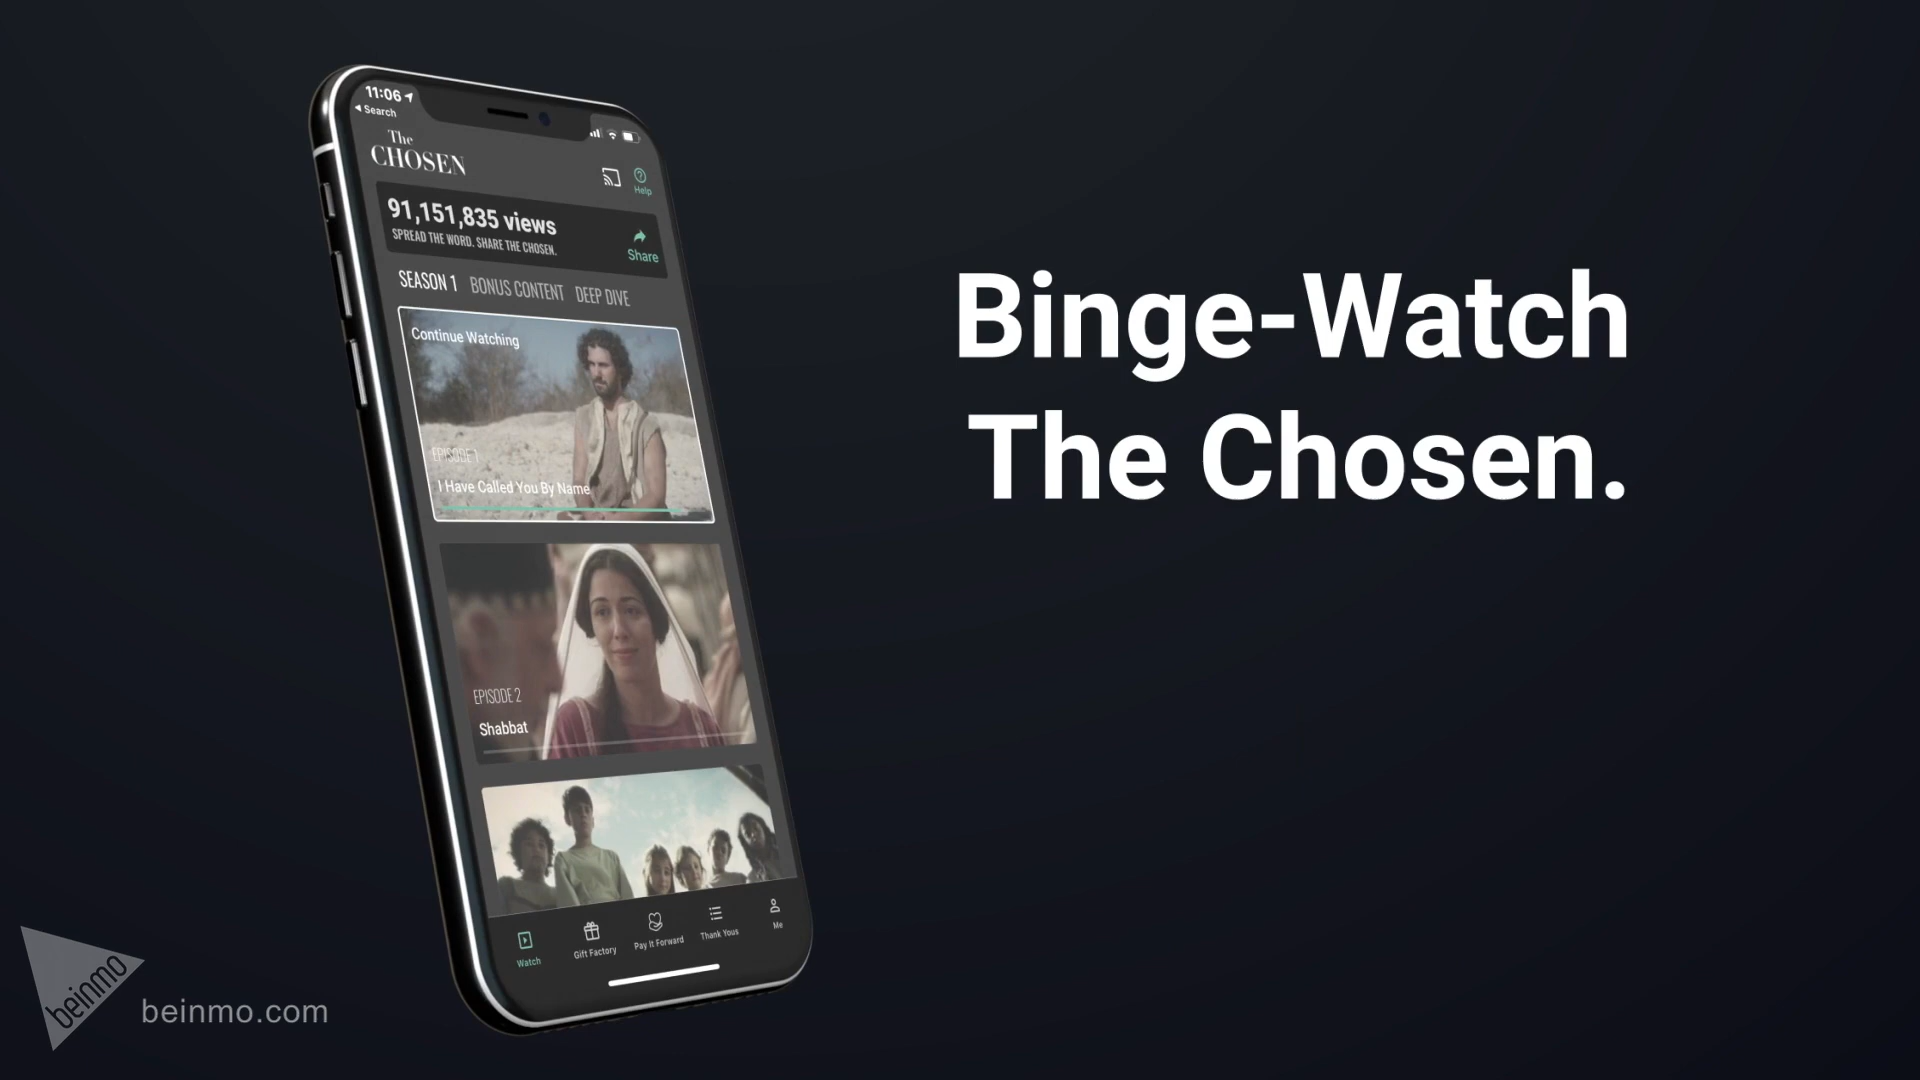 11:06
Search
The
CHOSEN
Help
91,151,835 views
SPREAD THE WORD. SHARE THE CHOSEN.
Share
SEASON 1 BONUS CONTENT DEEP DIVE
Continue Watching
EPISODE 1
I Have Called You By Name
EPISODE 2
Shabbat
Watch Gift Factory Pay It Forward Thank Yous Me
Binge-Watch
The Chosen.
beinmo
beinmo.com